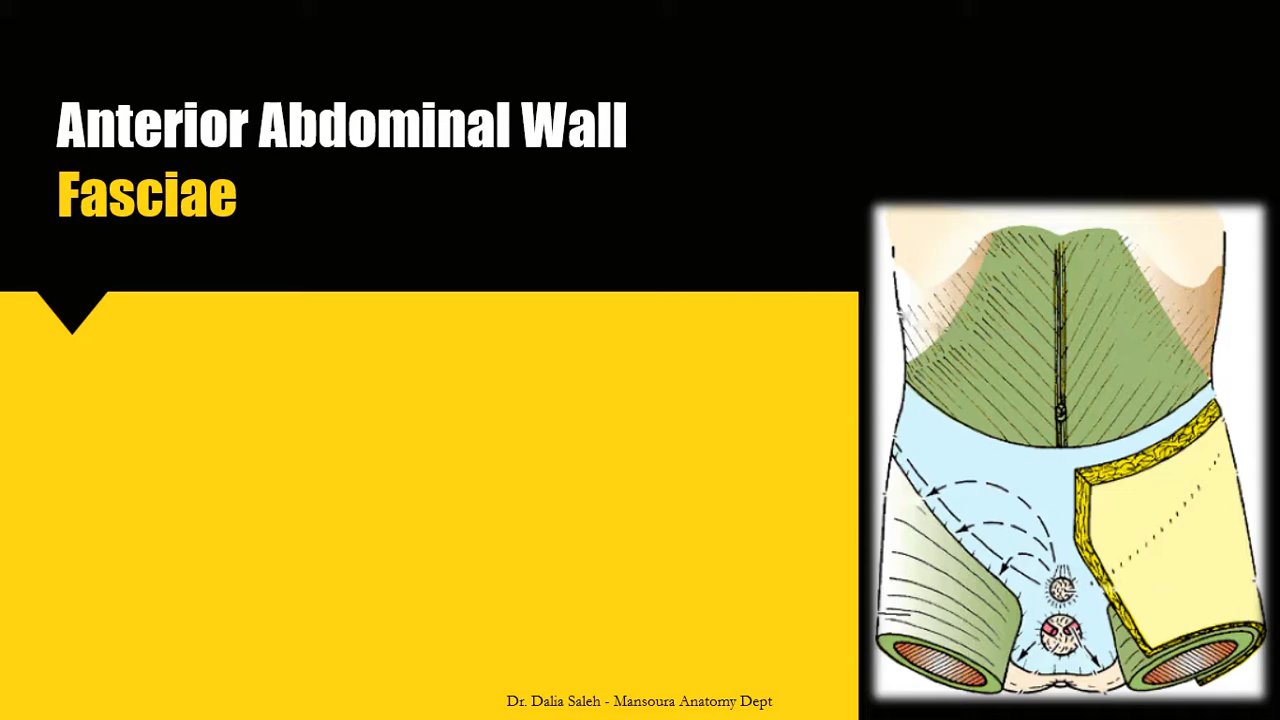 Anterior Abdominal Wall
Fasciae
Dr. Dalia Saleh - Mansoura Anatomy Dept